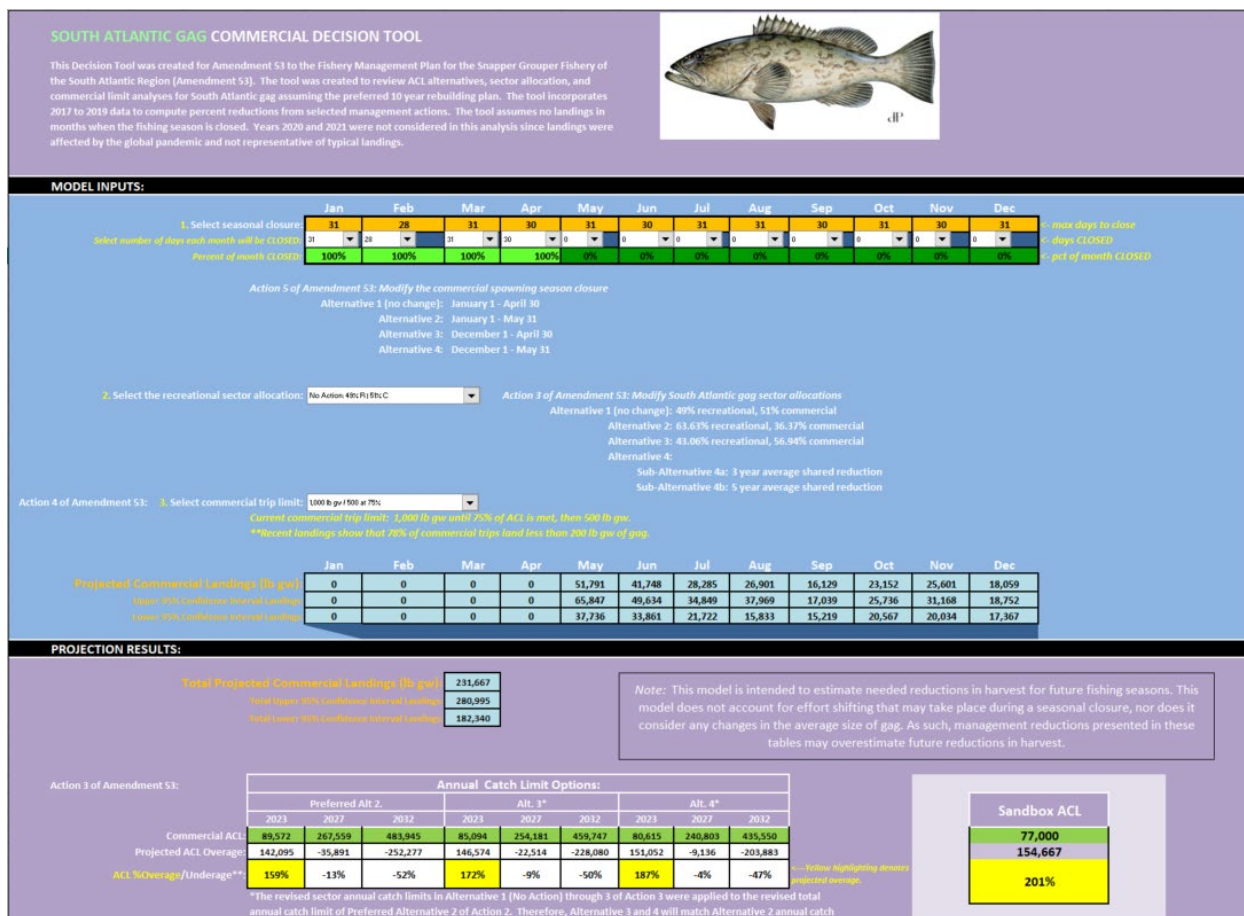 SOUTH ATLANTIC GAG COMMERCIAL DECISION TOOL
This Decision Tool was created for Amendment 53 to the Fishery Management Plan for the Snapper Grouper Fishery of
the South Atlantic Region (Amendment 53). The tool was created to review ACL alternatives, sector allocation, and
commercial limit analyses for South Atlantic gag assuming the preferred 10 year rebuilding plan. The tool incorporates
2017 to 2019 data to compute percent reductions from selected management actions. The tool assumes no landings in
months when the fishing season is closed. Years 2020 and 2021 were not considered in this analysis since landings were
affected by the global pandemic and not representative of typical landings.
dP
MODEL INPUTS:
Jan Feb Mar Apr May Jun Jul Aug Sep Oct Nov Dec
1. Select seasonal closure: 31 28 31 30 31 30 31 31 30 31 30 31 <- max days to close
Select number of days each month will be CLOSED: 31 28 31 30 0 0 0 0 0 0 0 0 <- days CLOSED
Percent of month CLOSED: 100% 100% 100% 100% 0% 0% 0% 0% 0% 0% 0% 0% <- pct of month CLOSED
Action 5 of Amendment 53: Modify the commercial spawning season closure
Alternative 1 (no change): January 1 - April 30
Alternative 2: January 1 - May 31
Alternative 3: December 1 - April 30
Alternative 4: December 1 - May 31
2. Select the recreational sector allocation: No Action: 49% R | 51% C Action 3 of Amendment 53: Modify South Atlantic gag sector allocations
Alternative 1 (no change): 49% recreational, 51% commercial
Alternative 2: 63.63% recreational, 36.37% commercial
Alternative 3: 43.06% recreational, 56.94% commercial
Alternative 4:
Sub-Alternative 4a: 3 year average shared reduction
Sub-Alternative 4b: 5 year average shared reduction
Action 4 of Amendment 53: 3. Select commercial trip limit: 1,000 lb gw / 500 at 75%
Current commercial trip limit: 1,000 lb gw until 75% of ACL is met, then 500 lb gw.
**Recent landings show that 78% of commercial trips land less than 200 lb gw of gag.
Jan Feb Mar Apr May Jun Jul Aug Sep Oct Nov Dec
Projected Commercial Landings (lb gw): 0 0 0 0 51,791 41,748 28,285 26,901 16,129 23,152 25,601 18,059
Upper 95% Confidence Interval Landings: 0 0 0 0 65,847 49,634 34,849 37,969 17,039 25,736 31,168 18,752
Lower 95% Confidence Interval Landings: 0 0 0 0 37,736 33,861 21,722 15,833 15,219 20,567 20,034 17,367
PROJECTION RESULTS:
Total Projected Commercial Landings (lb gw): 231,667
Total Upper 95% Confidence Interval Landings: 280,995
Total Lower 95% Confidence Interval Landings: 182,340
Note: This model is intended to estimate needed reductions in harvest for future fishing seasons. This
model does not account for effort shifting that may take place during a seasonal closure, nor does it
consider any changes in the average size of gag. As such, management reductions presented in these
tables may overestimate future reductions in harvest.
Action 3 of Amendment 53: Annual Catch Limit Options:
Preferred Alt 2. Alt. 3* Alt. 4*
2023 2027 2032 2023 2027 2032 2023 2027 2032
Commercial ACL: 89,572 267,559 483,945 85,094 254,181 459,747 80,615 240,803 435,550
Projected ACL Overage: 142,095 -35,891 -252,277 146,574 -22,514 -228,080 151,052 -9,136 -203,883
ACL %Overage/Underage**: 159% -13% -52% 172% -9% -50% 187% -4% -47%
<---Yellow highlighting denotes
projected overage.
Sandbox ACL
77,000
154,667
201%
*The revised sector annual catch limits in Alternative 1 (No Action) through 3 of Action 3 were applied to the revised total
annual catch limit of Preferred Alternative 2 of Action 2. Therefore, Alternative 3 and 4 will match Alternative 2 annual catch